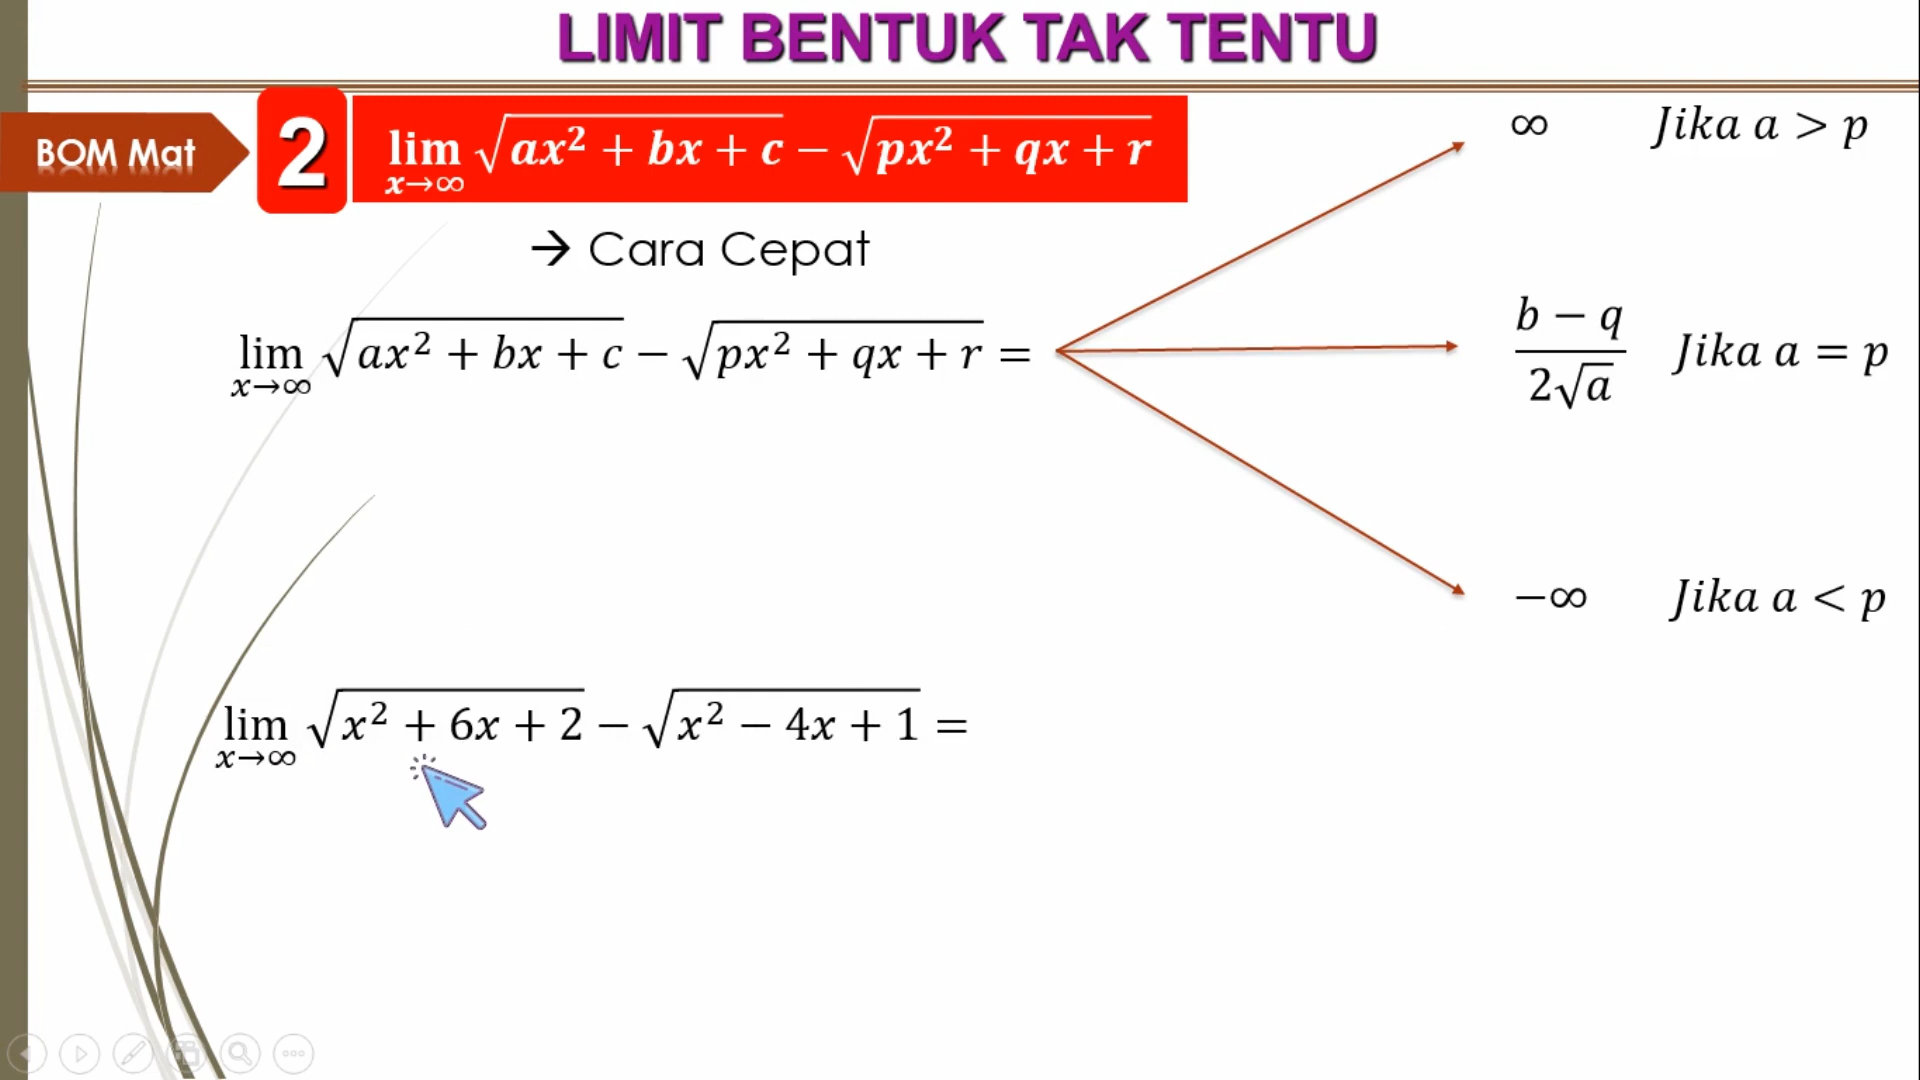 LIMIT BENTUK TAK TENTU
BOM Mat
2
lim x→∞ √(ax² + bx + c) − √(px² + qx + r)
→ Cara Cepat
lim x→∞ √(ax² + bx + c) − √(px² + qx + r) =
∞ Jika a > p
(b − q)/(2√a) Jika a = p
−∞ Jika a < p
lim x→∞ √(x² + 6x + 2) − √(x² − 4x + 1) =